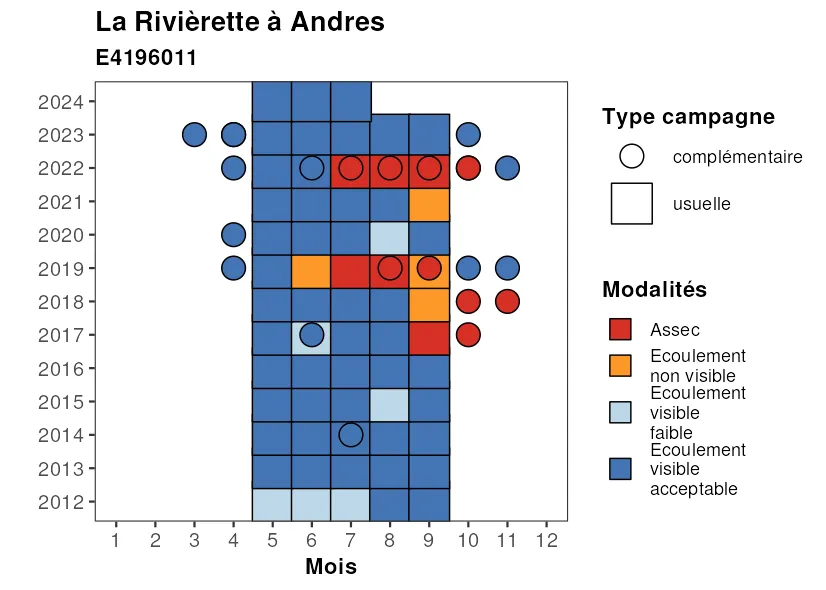 La Rivièrette à Andres
E4196011
2024
2023
2022
2021
2020
2019
2018
2017
2016
2015
2014
2013
2012
1 2 3 4 5 6 7 8 9 10 11 12
Mois
Type campagne
complémentaire
usuelle
Modalités
Assec
Ecoulement
non visible
Ecoulement
visible
faible
Ecoulement
visible
acceptable